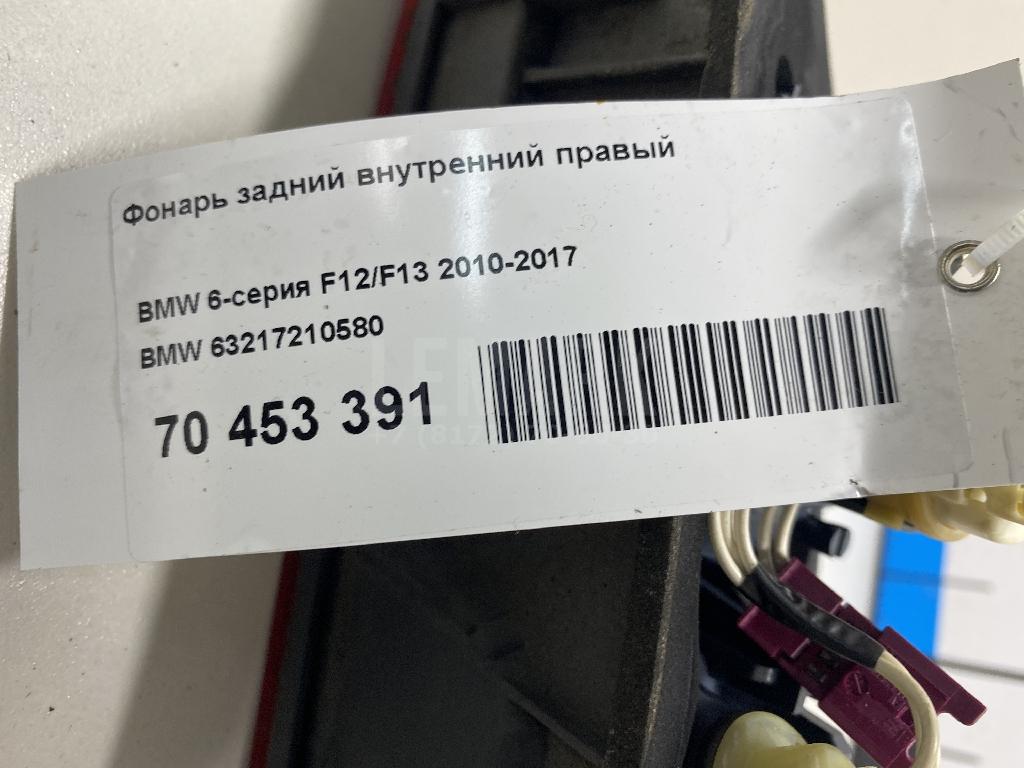 Фонарь задний внутренний правый
BMW 6-серия F12/F13 2010-2017
BMW 63217210580
70 453 391